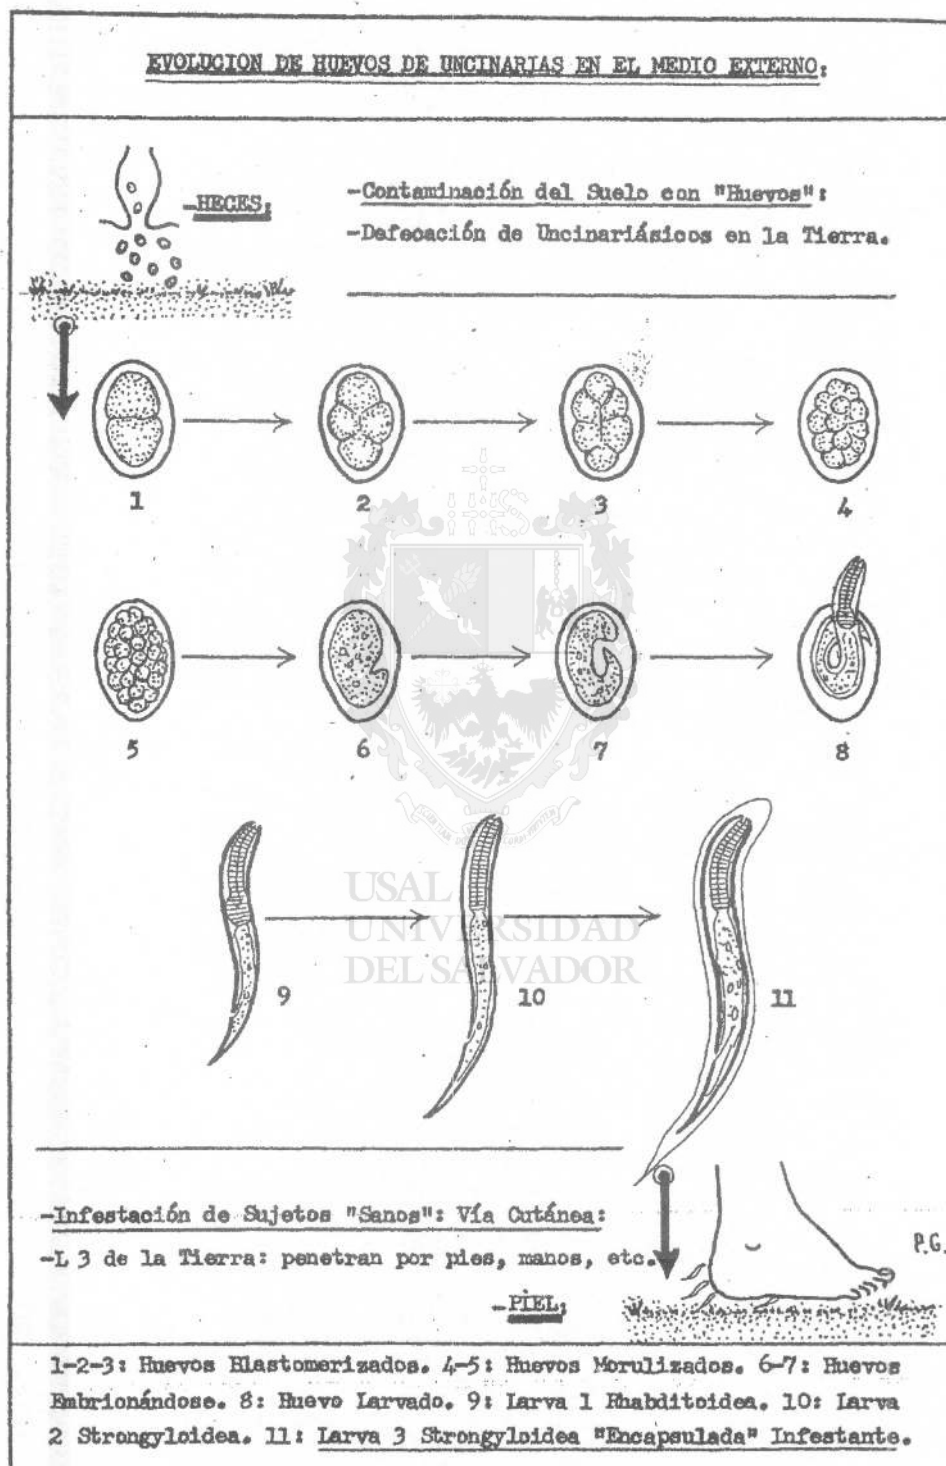 EVOLUCION DE HUEVOS DE UNCINARIAS EN EL MEDIO EXTERNO:
-HECES:
-Contaminación del Suelo con "Huevos":
-Defecación de Uncinariásicos en la Tierra.
1
2
3
4
5
6
7
8
USAL
UNIVERSIDAD
DEL SALVADOR
9
10
11
-Infestación de Sujetos "Sanos": Vía Cutánea:
-L 3 de la Tierra: penetran por pies, manos, etc.
P.G.
-PIEL:
1-2-3: Huevos Blastomerizados. 4-5: Huevos Morulizados. 6-7: Huevos
Embrionándose. 8: Huevo Larvado. 9: Larva 1 Rhabditoidea. 10: Larva
2 Strongyloidea. 11: Larva 3 Strongyloidea "Encapsulada" Infestante.